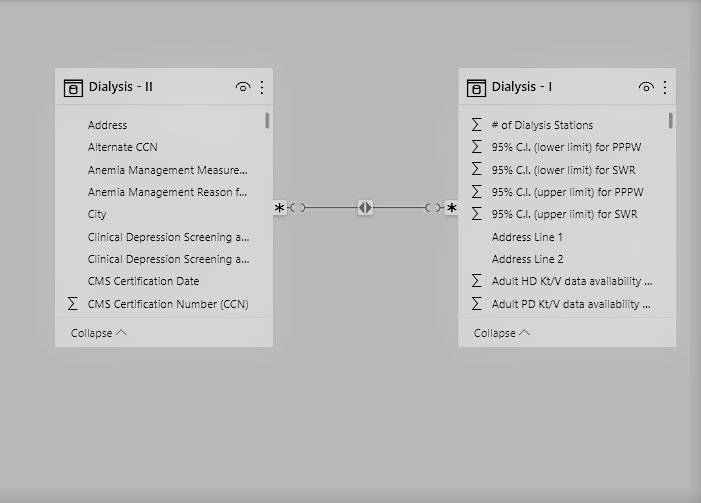 Dialysis - II
Address
Alternate CCN
Anemia Management Measure...
Anemia Management Reason f...
City
Clinical Depression Screening a...
Clinical Depression Screening a...
CMS Certification Date
∑ CMS Certification Number (CCN)
Collapse
*
*
Dialysis - I
∑ # of Dialysis Stations
∑ 95% C.I. (lower limit) for PPPW
∑ 95% C.I. (lower limit) for SWR
∑ 95% C.I. (upper limit) for PPPW
∑ 95% C.I. (upper limit) for SWR
Address Line 1
Address Line 2
∑ Adult HD Kt/V data availability ...
∑ Adult PD Kt/V data availability ...
Collapse